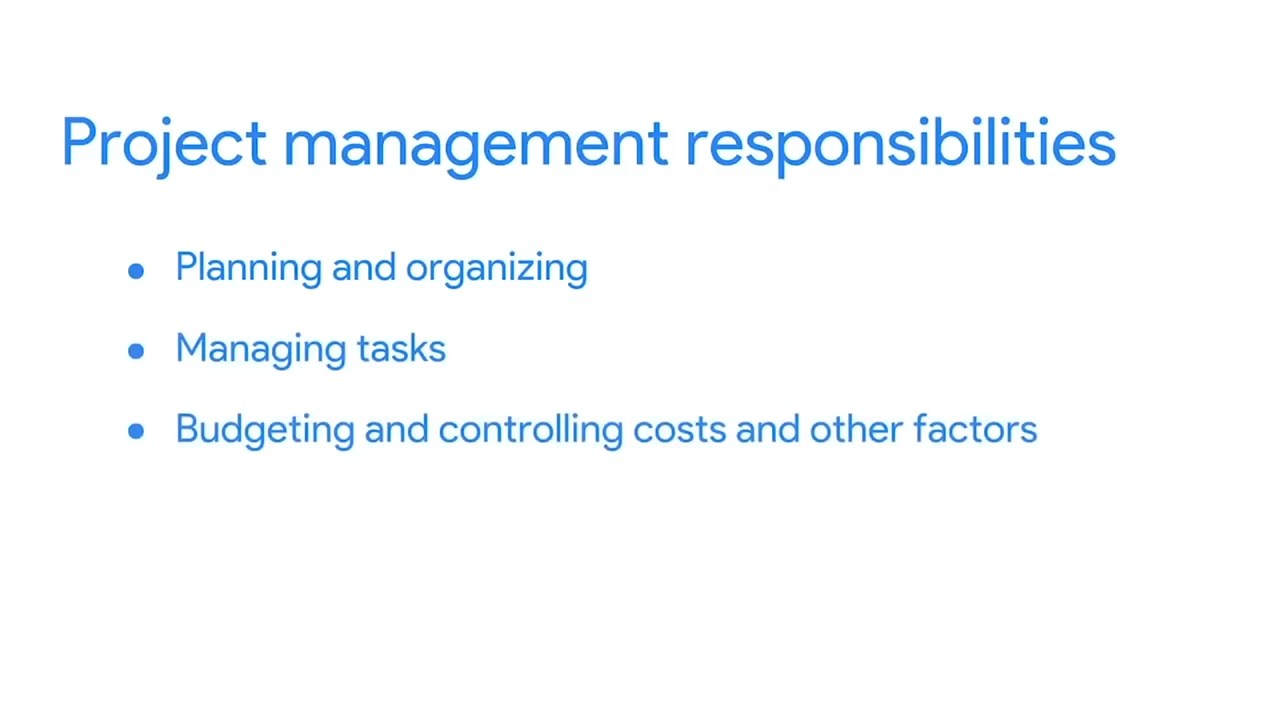 Project management responsibilities
● Planning and organizing
● Managing tasks
● Budgeting and controlling costs and other factors